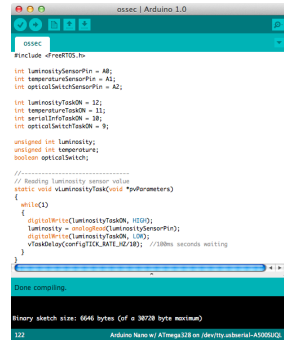 ossec | Arduino 1.0
ossec
#include <FreeRTOS.h>
int luminositySensorPin = A0;
int temperatureSensorPin = A1;
int opticalSwitchSensorPin = A2;
int luminosityTaskON = 12;
int temperatureTaskON = 11;
int serialInfoTaskON = 10;
int opticalSwitchTaskON = 9;
unsigned int luminosity;
unsigned int temperature;
boolean opticalSwitch;
//--------------------------------
// Reading luminosity sensor value
static void vLuminosityTask(void *pvParameters)
{
while(1)
{
digitalWrite(luminosityTaskON, HIGH);
luminosity = analogRead(luminositySensorPin);
digitalWrite(luminosityTaskON, LOW);
vTaskDelay(configTICK_RATE_HZ/10); //100ms seconds waiting
}
}
Done compiling.
Binary sketch size: 6646 bytes (of a 30720 byte maximum)
122 Arduino Nano w/ ATmega328 on /dev/tty.usbserial-A500SUQL